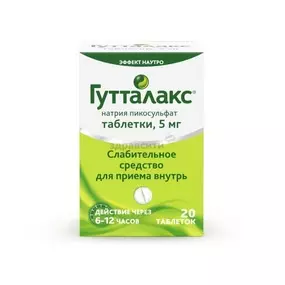 ЭФФЕКТ НАУТРО
Гутталакс®
натрия пикосульфат
таблетки, 5 мг
ЗДРАВСИТИ
Слабительное
средство
для приема внутрь
ДЕЙСТВИЕ ЧЕРЕЗ
6-12 ЧАСОВ
20
ТАБЛЕТОК